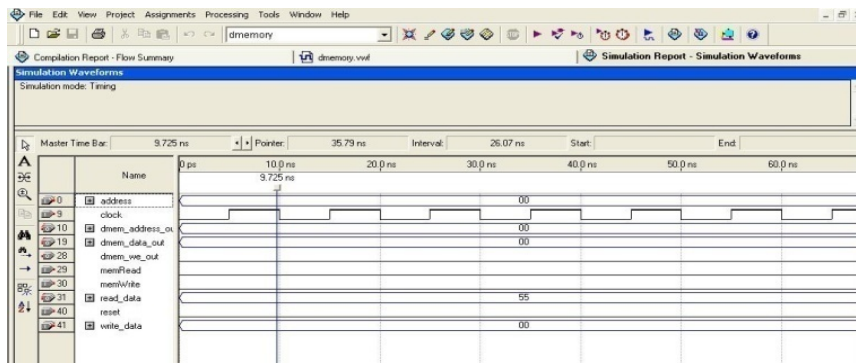 File Edit View Project Assignments Processing Tools Window Help
dmemory
Compilation Report - Flow Summary dmemory.vwf Simulation Report - Simulation Waveforms
Simulation Waveforms
Simulation mode: Timing
Master Time Bar: 9.725 ns Pointer: 35.79 ns Interval: 26.07 ns Start: End:
Name 0 ps 10.0 ns 20.0 ns 30.0 ns 40.0 ns 50.0 ns 60.0 ns
9.725 ns
0 address 00
9 clock
10 dmem_address_ou 00
19 dmem_data_out 00
28 dmem_we_out
29 memRead
30 memWrite
31 read_data 55
40 reset
41 write_data 00